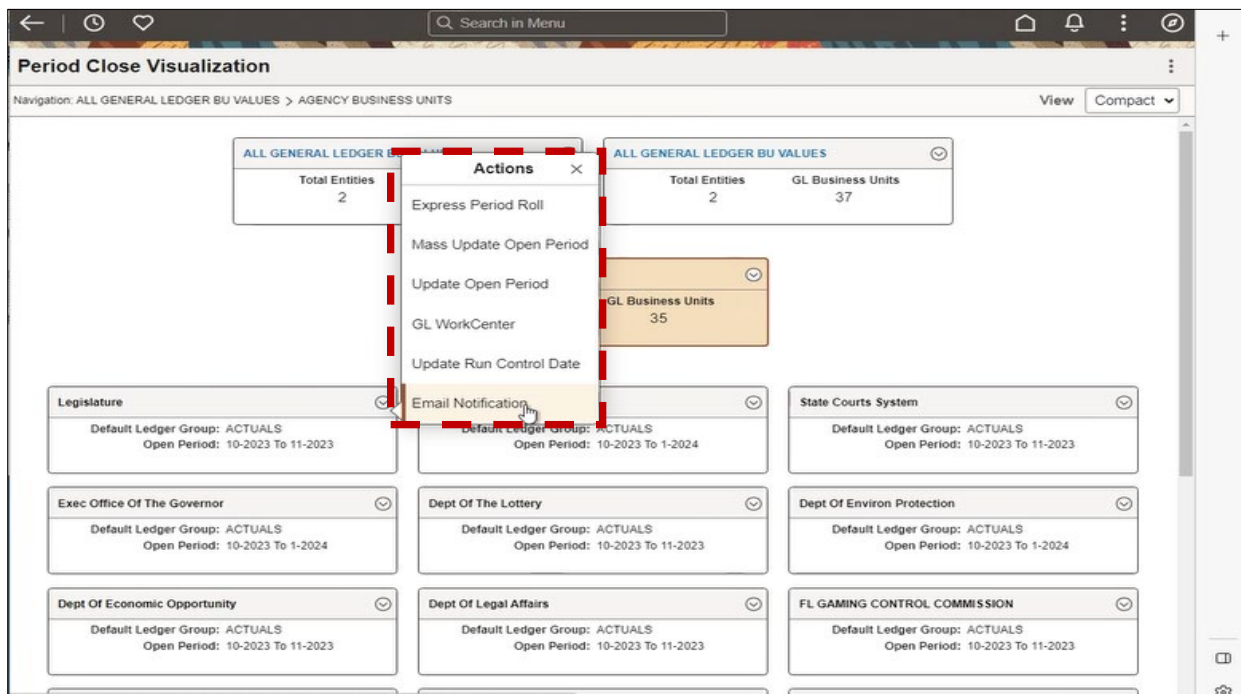 Search in Menu
Period Close Visualization
Navigation: ALL GENERAL LEDGER BU VALUES > AGENCY BUSINESS UNITS
View Compact
ALL GENERAL LEDGER
Total Entities
2
ALL GENERAL LEDGER BU VALUES
Total Entities GL Business Units
2 37
Actions
Express Period Roll
Mass Update Open Period
Update Open Period
GL WorkCenter
Update Run Control Date
Email Notification
GL Business Units
35
Legislature
Default Ledger Group: ACTUALS
Open Period: 10-2023 To 11-2023
Default Ledger Group: ACTUALS
Open Period: 10-2023 To 1-2024
State Courts System
Default Ledger Group: ACTUALS
Open Period: 10-2023 To 11-2023
Exec Office Of The Governor
Default Ledger Group: ACTUALS
Open Period: 10-2023 To 1-2024
Dept Of The Lottery
Default Ledger Group: ACTUALS
Open Period: 10-2023 To 11-2023
Dept Of Environ Protection
Default Ledger Group: ACTUALS
Open Period: 10-2023 To 1-2024
Dept Of Economic Opportunity
Default Ledger Group: ACTUALS
Open Period: 10-2023 To 11-2023
Dept Of Legal Affairs
Default Ledger Group: ACTUALS
Open Period: 10-2023 To 11-2023
FL GAMING CONTROL COMMISSION
Default Ledger Group: ACTUALS
Open Period: 10-2023 To 11-2023